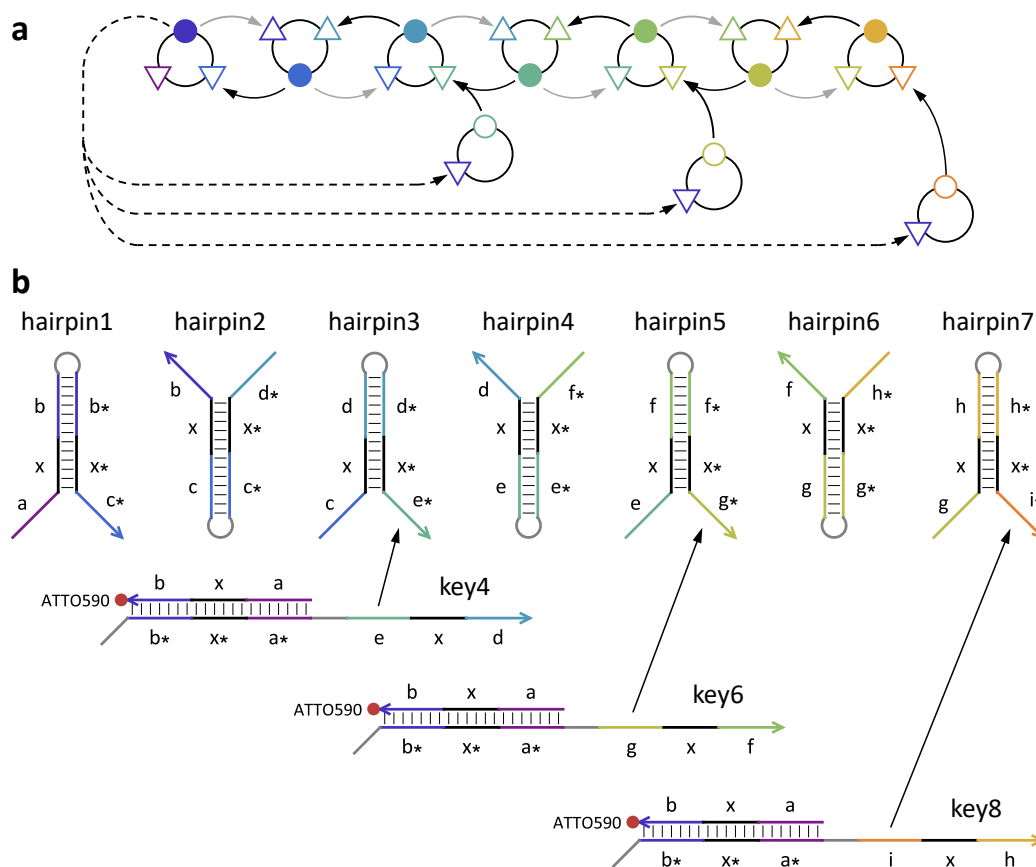 a
b
hairpin1 hairpin2 hairpin3 hairpin4 hairpin5 hairpin6 hairpin7
b b* b d* d d* d f* f f* f h* h h*
x x* x x* x x* x x* x x* x x* x x*
a c* c c* c e* e e* e g* g g* g i*
b x a key4
ATTO590
b* x* a* e x d
b x a key6
ATTO590
b* x* a* g x f
b x a key8
ATTO590
b* x* a* i x h